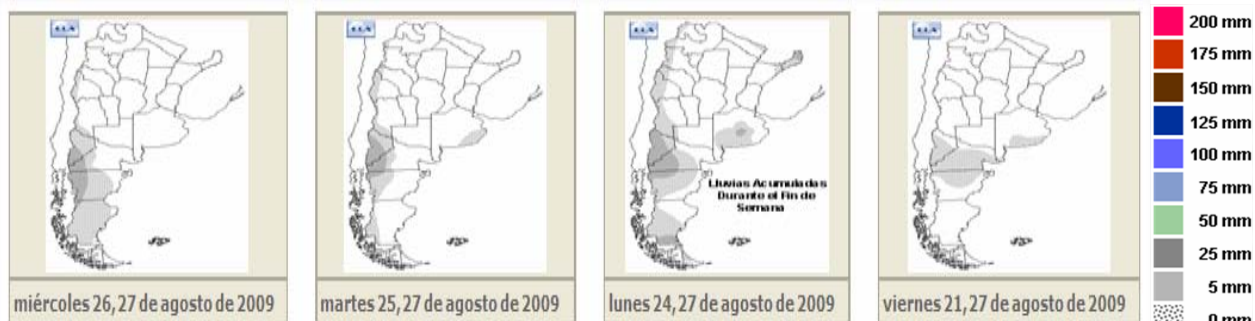 Lluvias Acumuladas
Durante el Fin de
Semana
miércoles 26,27 de agosto de 2009
martes 25,27 de agosto de 2009
lunes 24,27 de agosto de 2009
viernes 21,27 de agosto de 2009
200 mm
175 mm
150 mm
125 mm
100 mm
75 mm
50 mm
25 mm
5 mm
0 mm